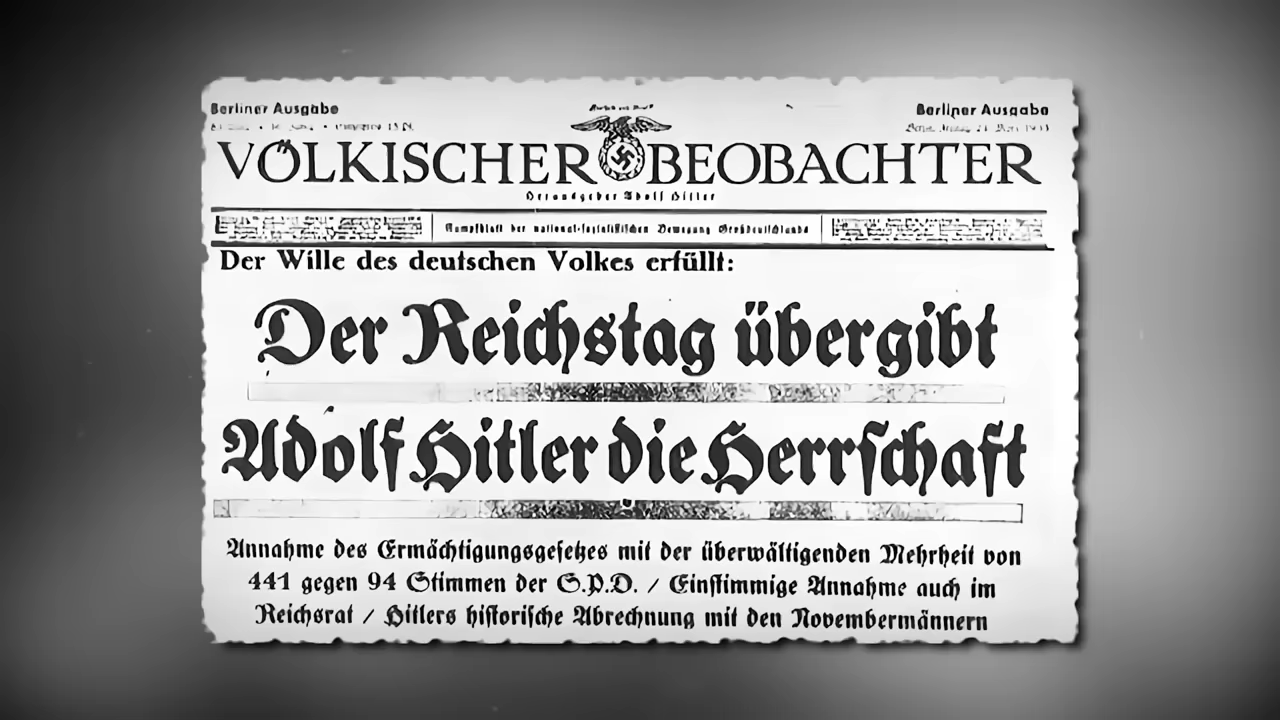 Berliner Ausgabe
Berliner Ausgabe
VÖLKISCHER BEOBACHTER
Herausgeber Adolf Hitler
Kampfblatt der national-sozialistischen Bewegung Großdeutschlands
Der Wille des deutschen Volkes erfüllt:
Der Reichstag übergibt
Adolf Hitler die Herrschaft
Annahme des Ermächtigungsgesetzes mit der überwältigenden Mehrheit von
441 gegen 94 Stimmen der S.P.D. / Einstimmige Annahme auch im
Reichsrat / Hitlers historische Abrechnung mit den Novembermännern